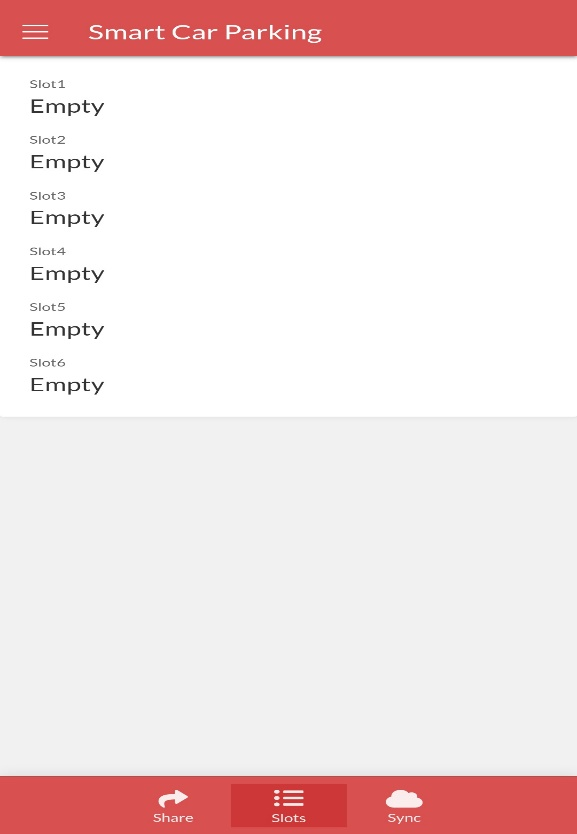 Smart Car Parking
Slot1
Empty
Slot2
Empty
Slot3
Empty
Slot4
Empty
Slot5
Empty
Slot6
Empty
Share
Slots
Sync